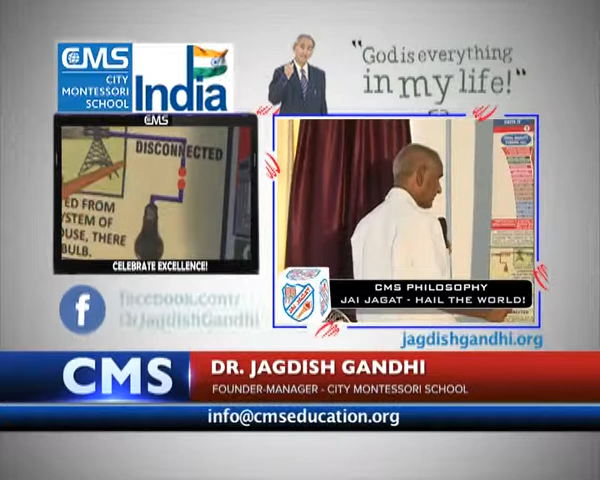 CMS
CITY
MONTESSORI
SCHOOL
India
"God is everything
in my life!"
CMS
DISCONNECTED
ED FROM
YSTEM OF
OUSE, THERE
BULB.
CELEBRATE EXCELLENCE!
f
facebook.com/
DrJagdishGandhi
JAI JAGAT
CMS PHILOSOPHY
JAI JAGAT - HAIL THE WORLD!
jagdishgandhi.org
CMS
DR. JAGDISH GANDHI
FOUNDER-MANAGER - CITY MONTESSORI SCHOOL
info@cmseducation.org